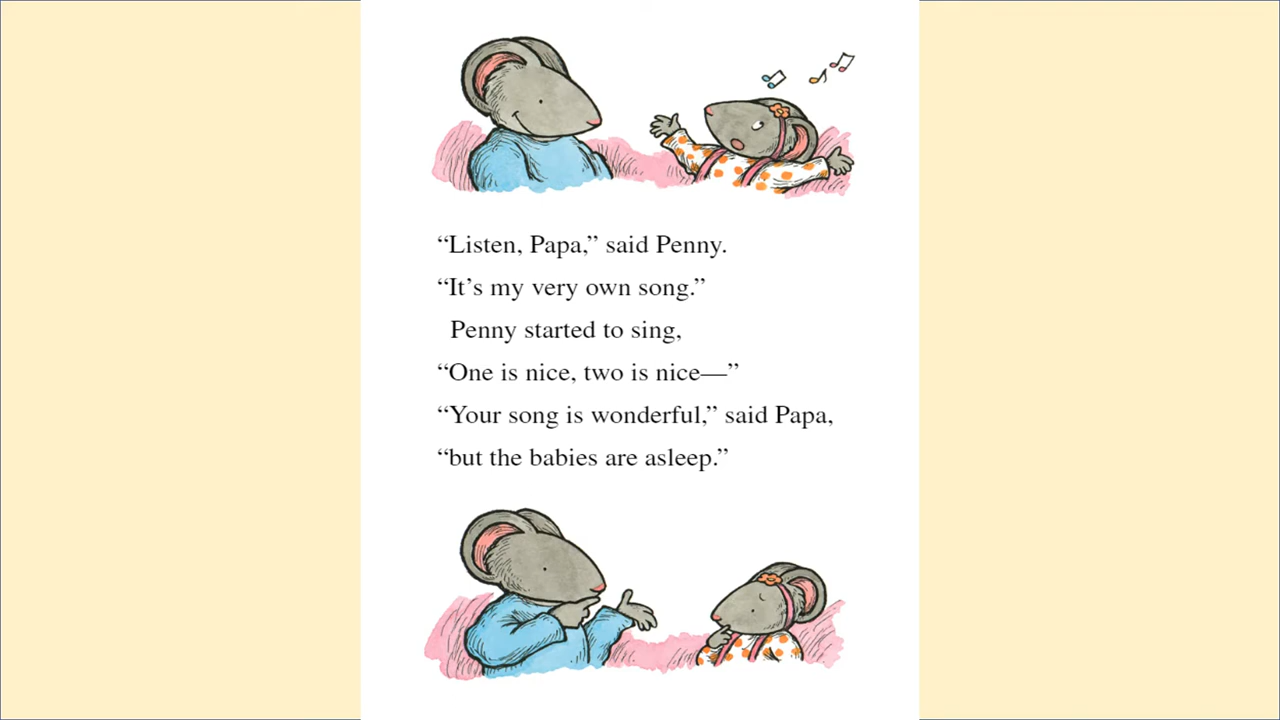 “Listen, Papa,” said Penny.
“It’s my very own song.”
Penny started to sing,
“One is nice, two is nice—”
“Your song is wonderful,” said Papa,
“but the babies are asleep.”